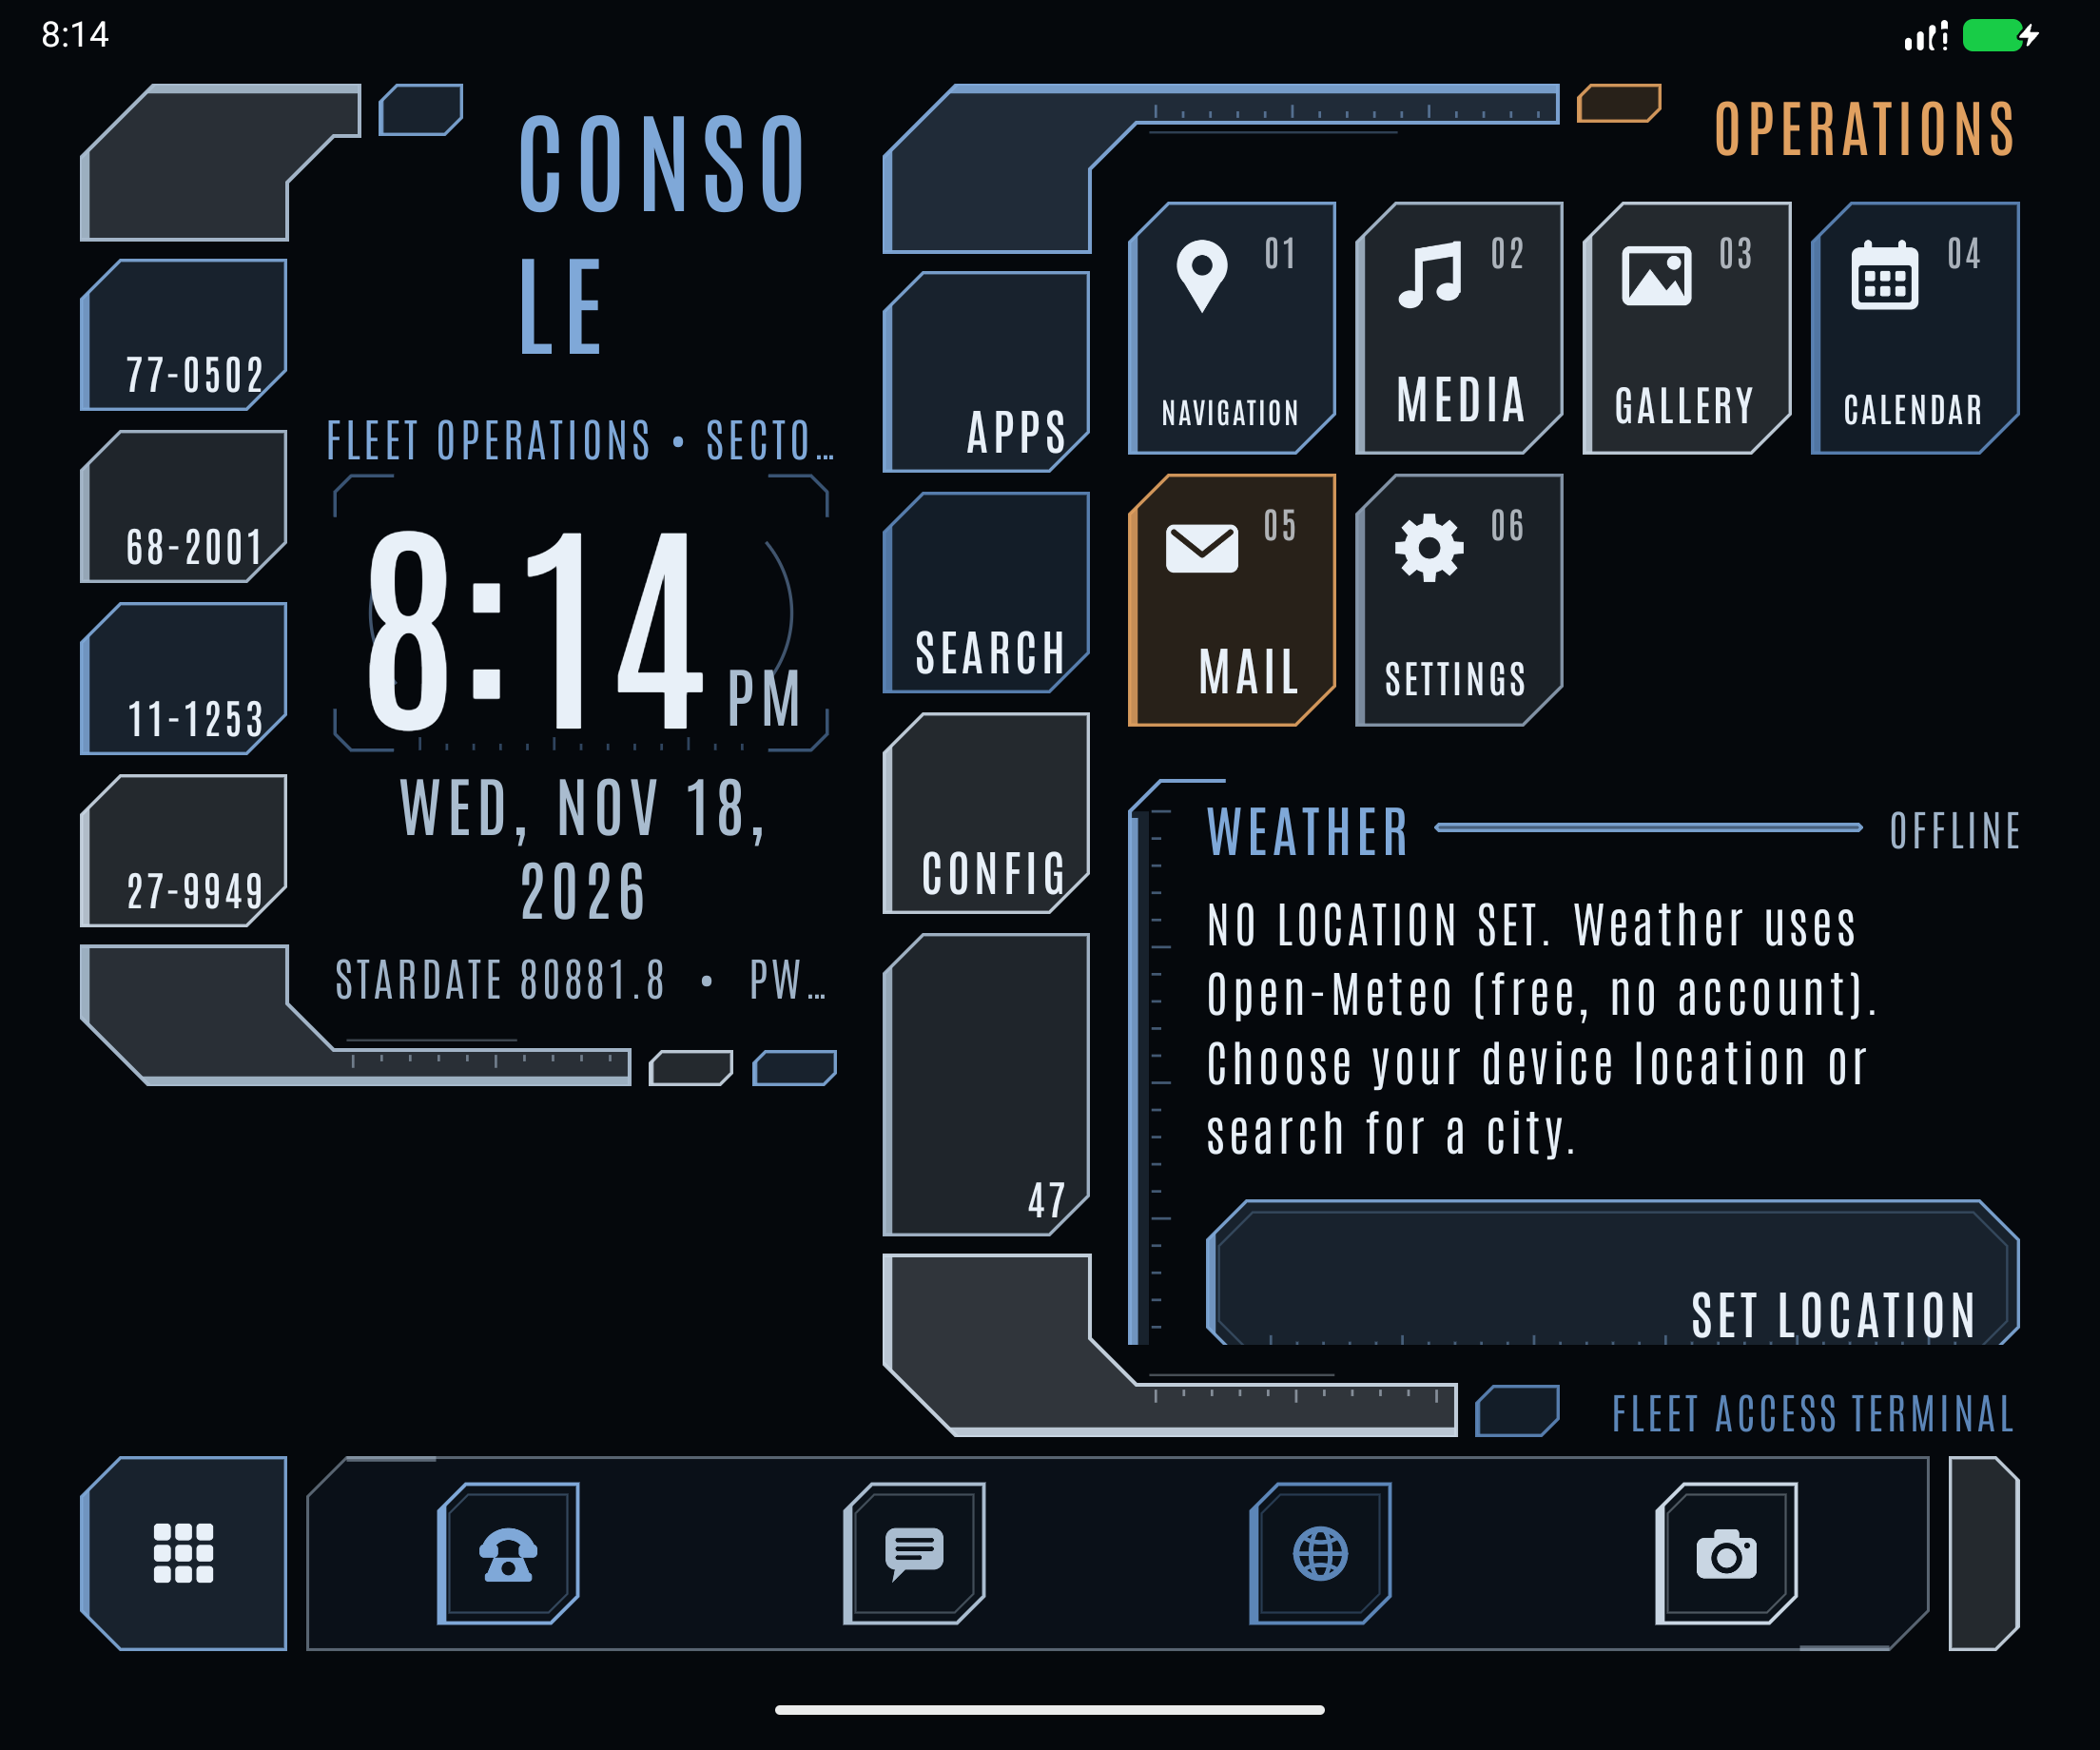 8:14
CONSO
LE
77-0502
68-2001
11-1253
27-9949
FLEET OPERATIONS • SECTO…
8:14 PM
WED, NOV 18,
2026
STARDATE 80881.8 • PW…
OPERATIONS
APPS
SEARCH
CONFIG
47
01
NAVIGATION
02
MEDIA
03
GALLERY
04
CALENDAR
05
MAIL
06
SETTINGS
WEATHER
OFFLINE
NO LOCATION SET. Weather uses
Open-Meteo (free, no account).
Choose your device location or
search for a city.
SET LOCATION
FLEET ACCESS TERMINAL